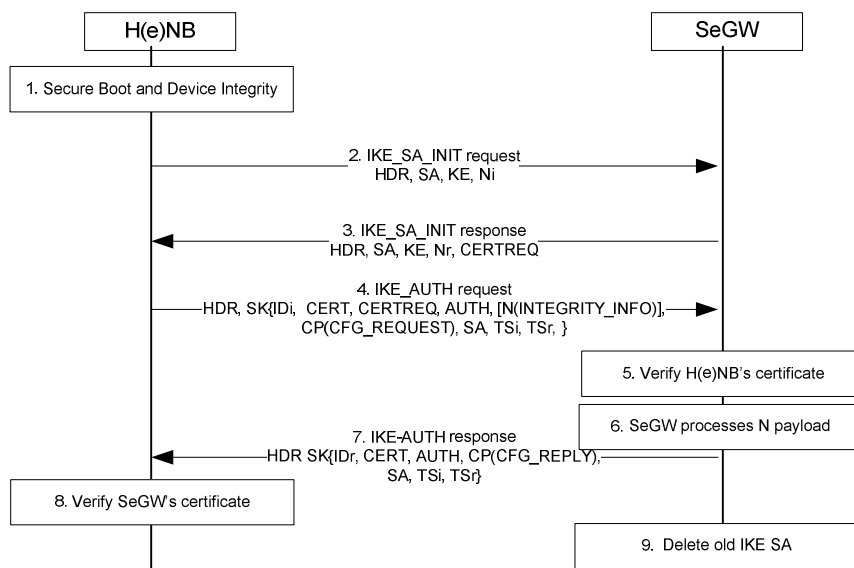 H(e)NB
SeGW
1. Secure Boot and Device Integrity
2. IKE_SA_INIT request
HDR, SA, KE, Ni
3. IKE_SA_INIT response
HDR, SA, KE, Nr, CERTREQ
4. IKE_AUTH request
HDR, SK{IDi, CERT, CERTREQ, AUTH, [N(INTEGRITY_INFO)],
CP(CFG_REQUEST), SA, TSi, TSr, }
5. Verify H(e)NB's certificate
6. SeGW processes N payload
7. IKE-AUTH response
HDR SK{IDr, CERT, AUTH, CP(CFG_REPLY),
SA, TSi, TSr}
8. Verify SeGW's certificate
9. Delete old IKE SA